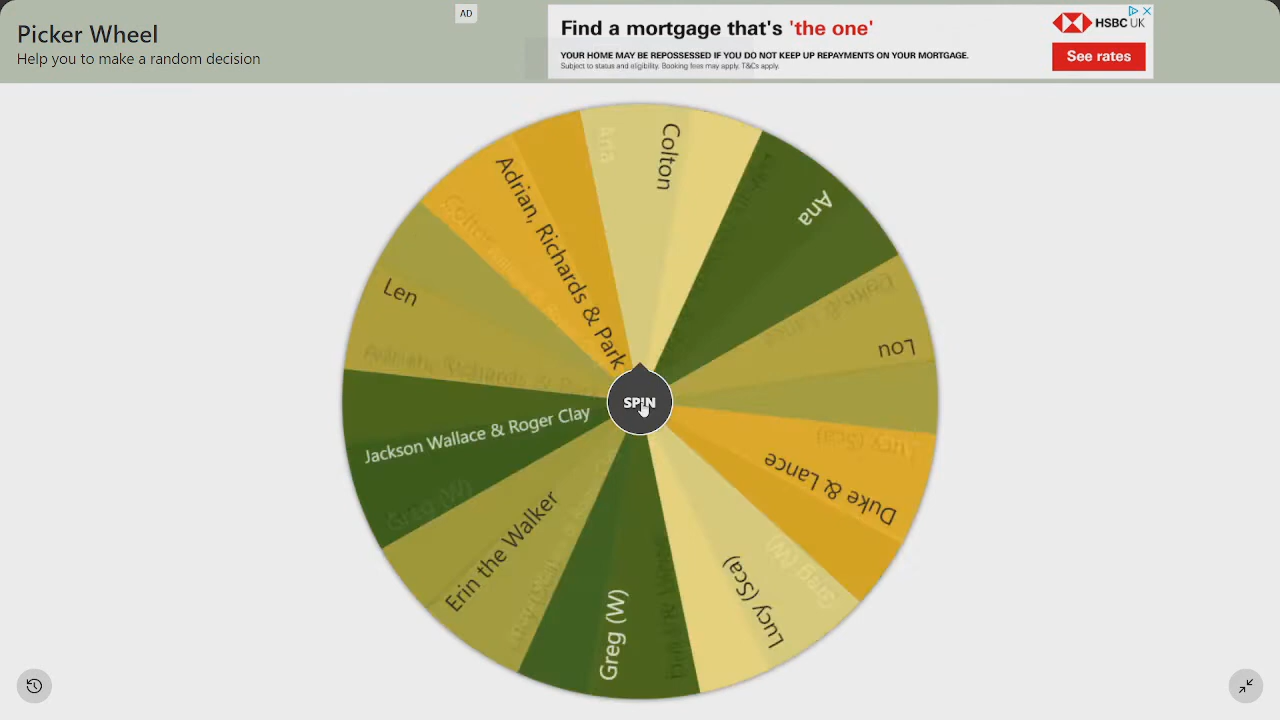 AD
Picker Wheel
Help you to make a random decision
Find a mortgage that's 'the one'
YOUR HOME MAY BE REPOSSESSED IF YOU DO NOT KEEP UP REPAYMENTS ON YOUR MORTGAGE.
Subject to status and eligibility. Booking fees may apply. T&Cs apply.
HSBC UK
See rates
Colton
Ana
Lou
Duke & Lance
Lucy (Sca)
Greg (W)
Erin the Walker
Jackson Wallace & Roger Clay
Len
Adrian, Richards & Park
SPIN